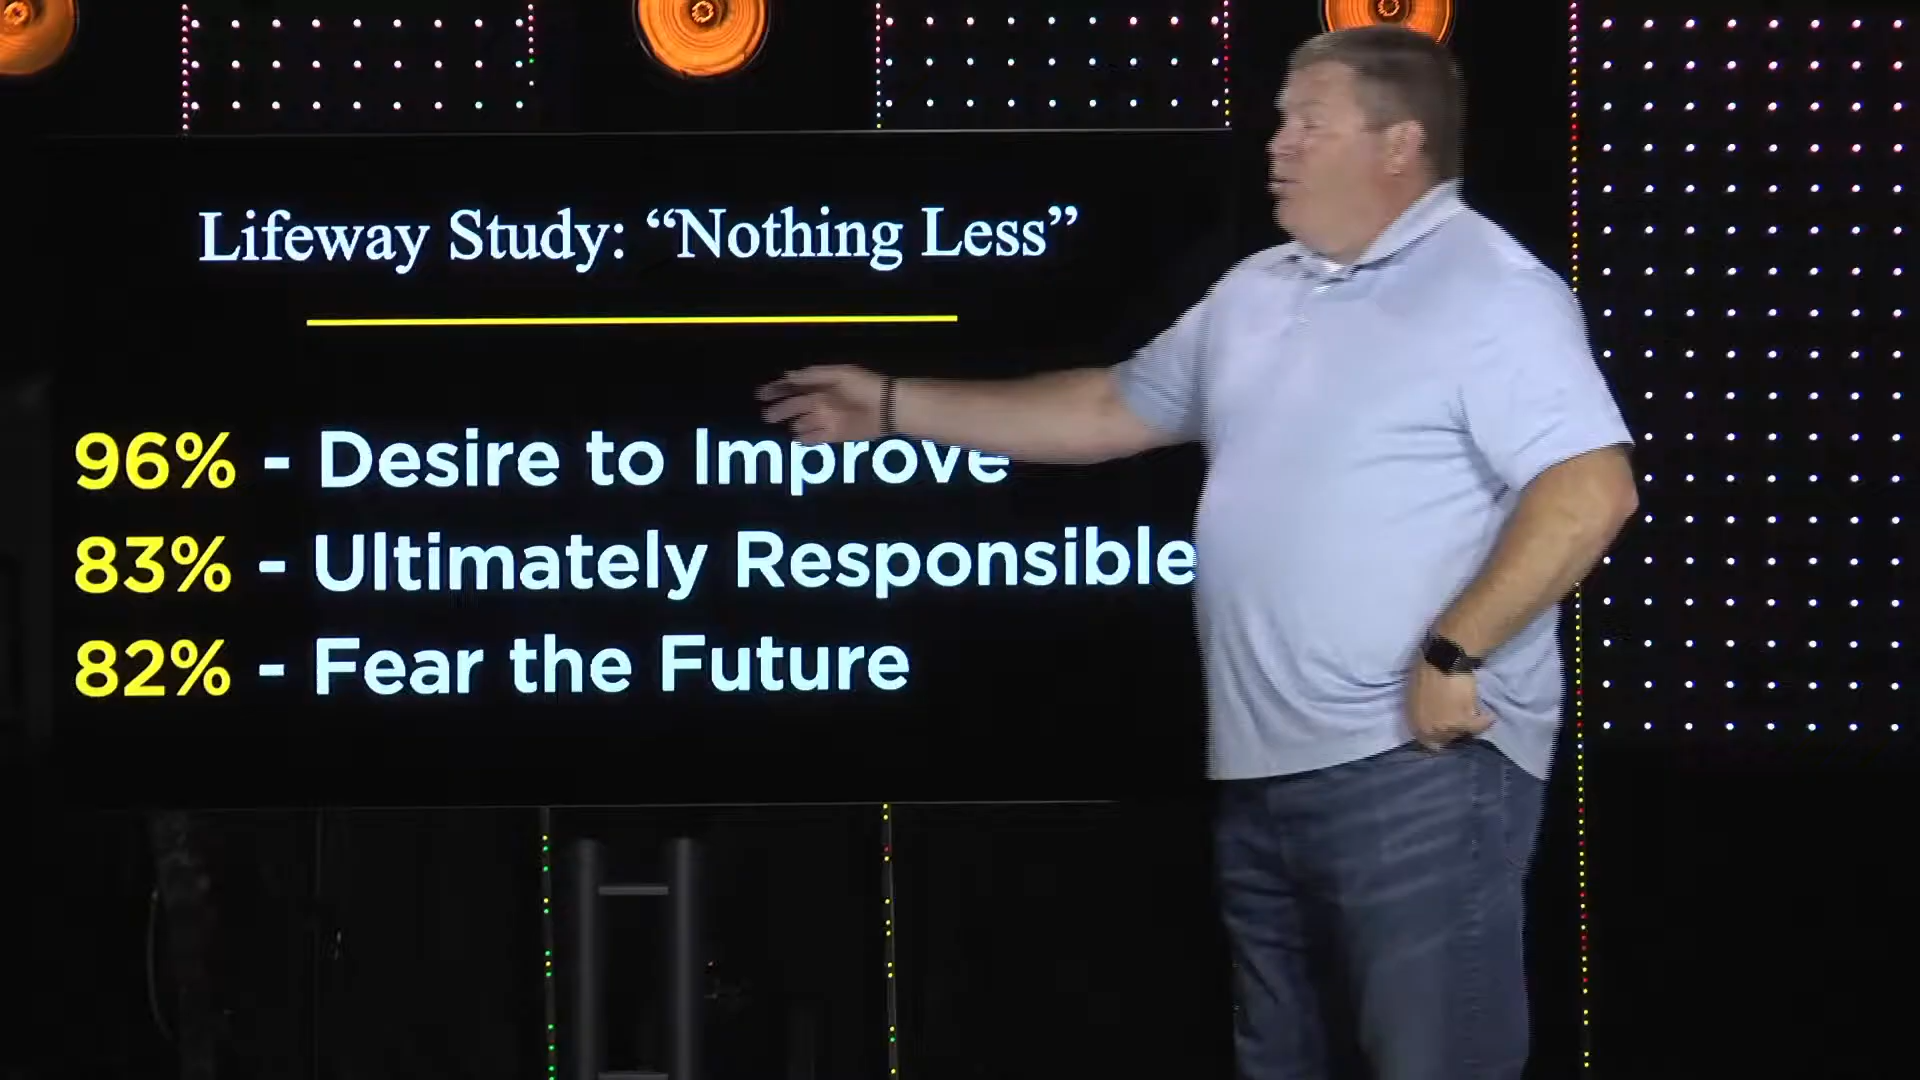 Lifeway Study: “Nothing Less”
96% - Desire to Improve
83% - Ultimately Responsible
82% - Fear the Future